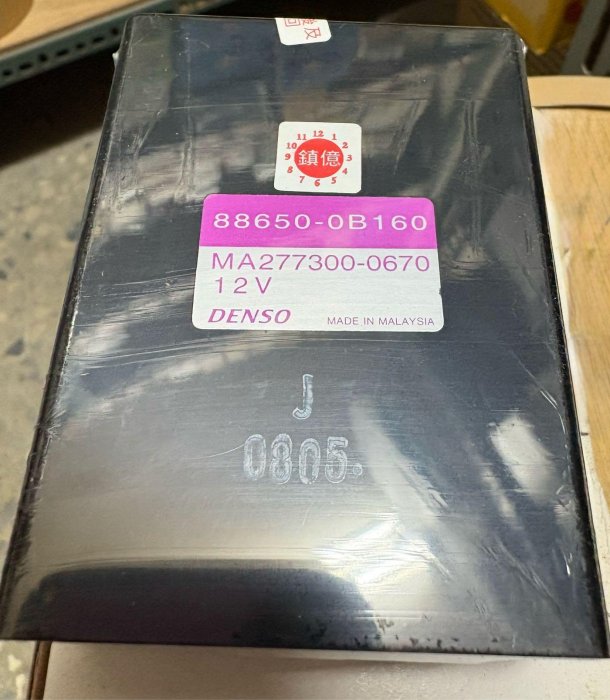 11 12 1
10 2
9 鎮億 3
8 4
7 6 5
88650-0B160
MA277300-0670
12V
DENSO MADE IN MALAYSIA
J
0805.